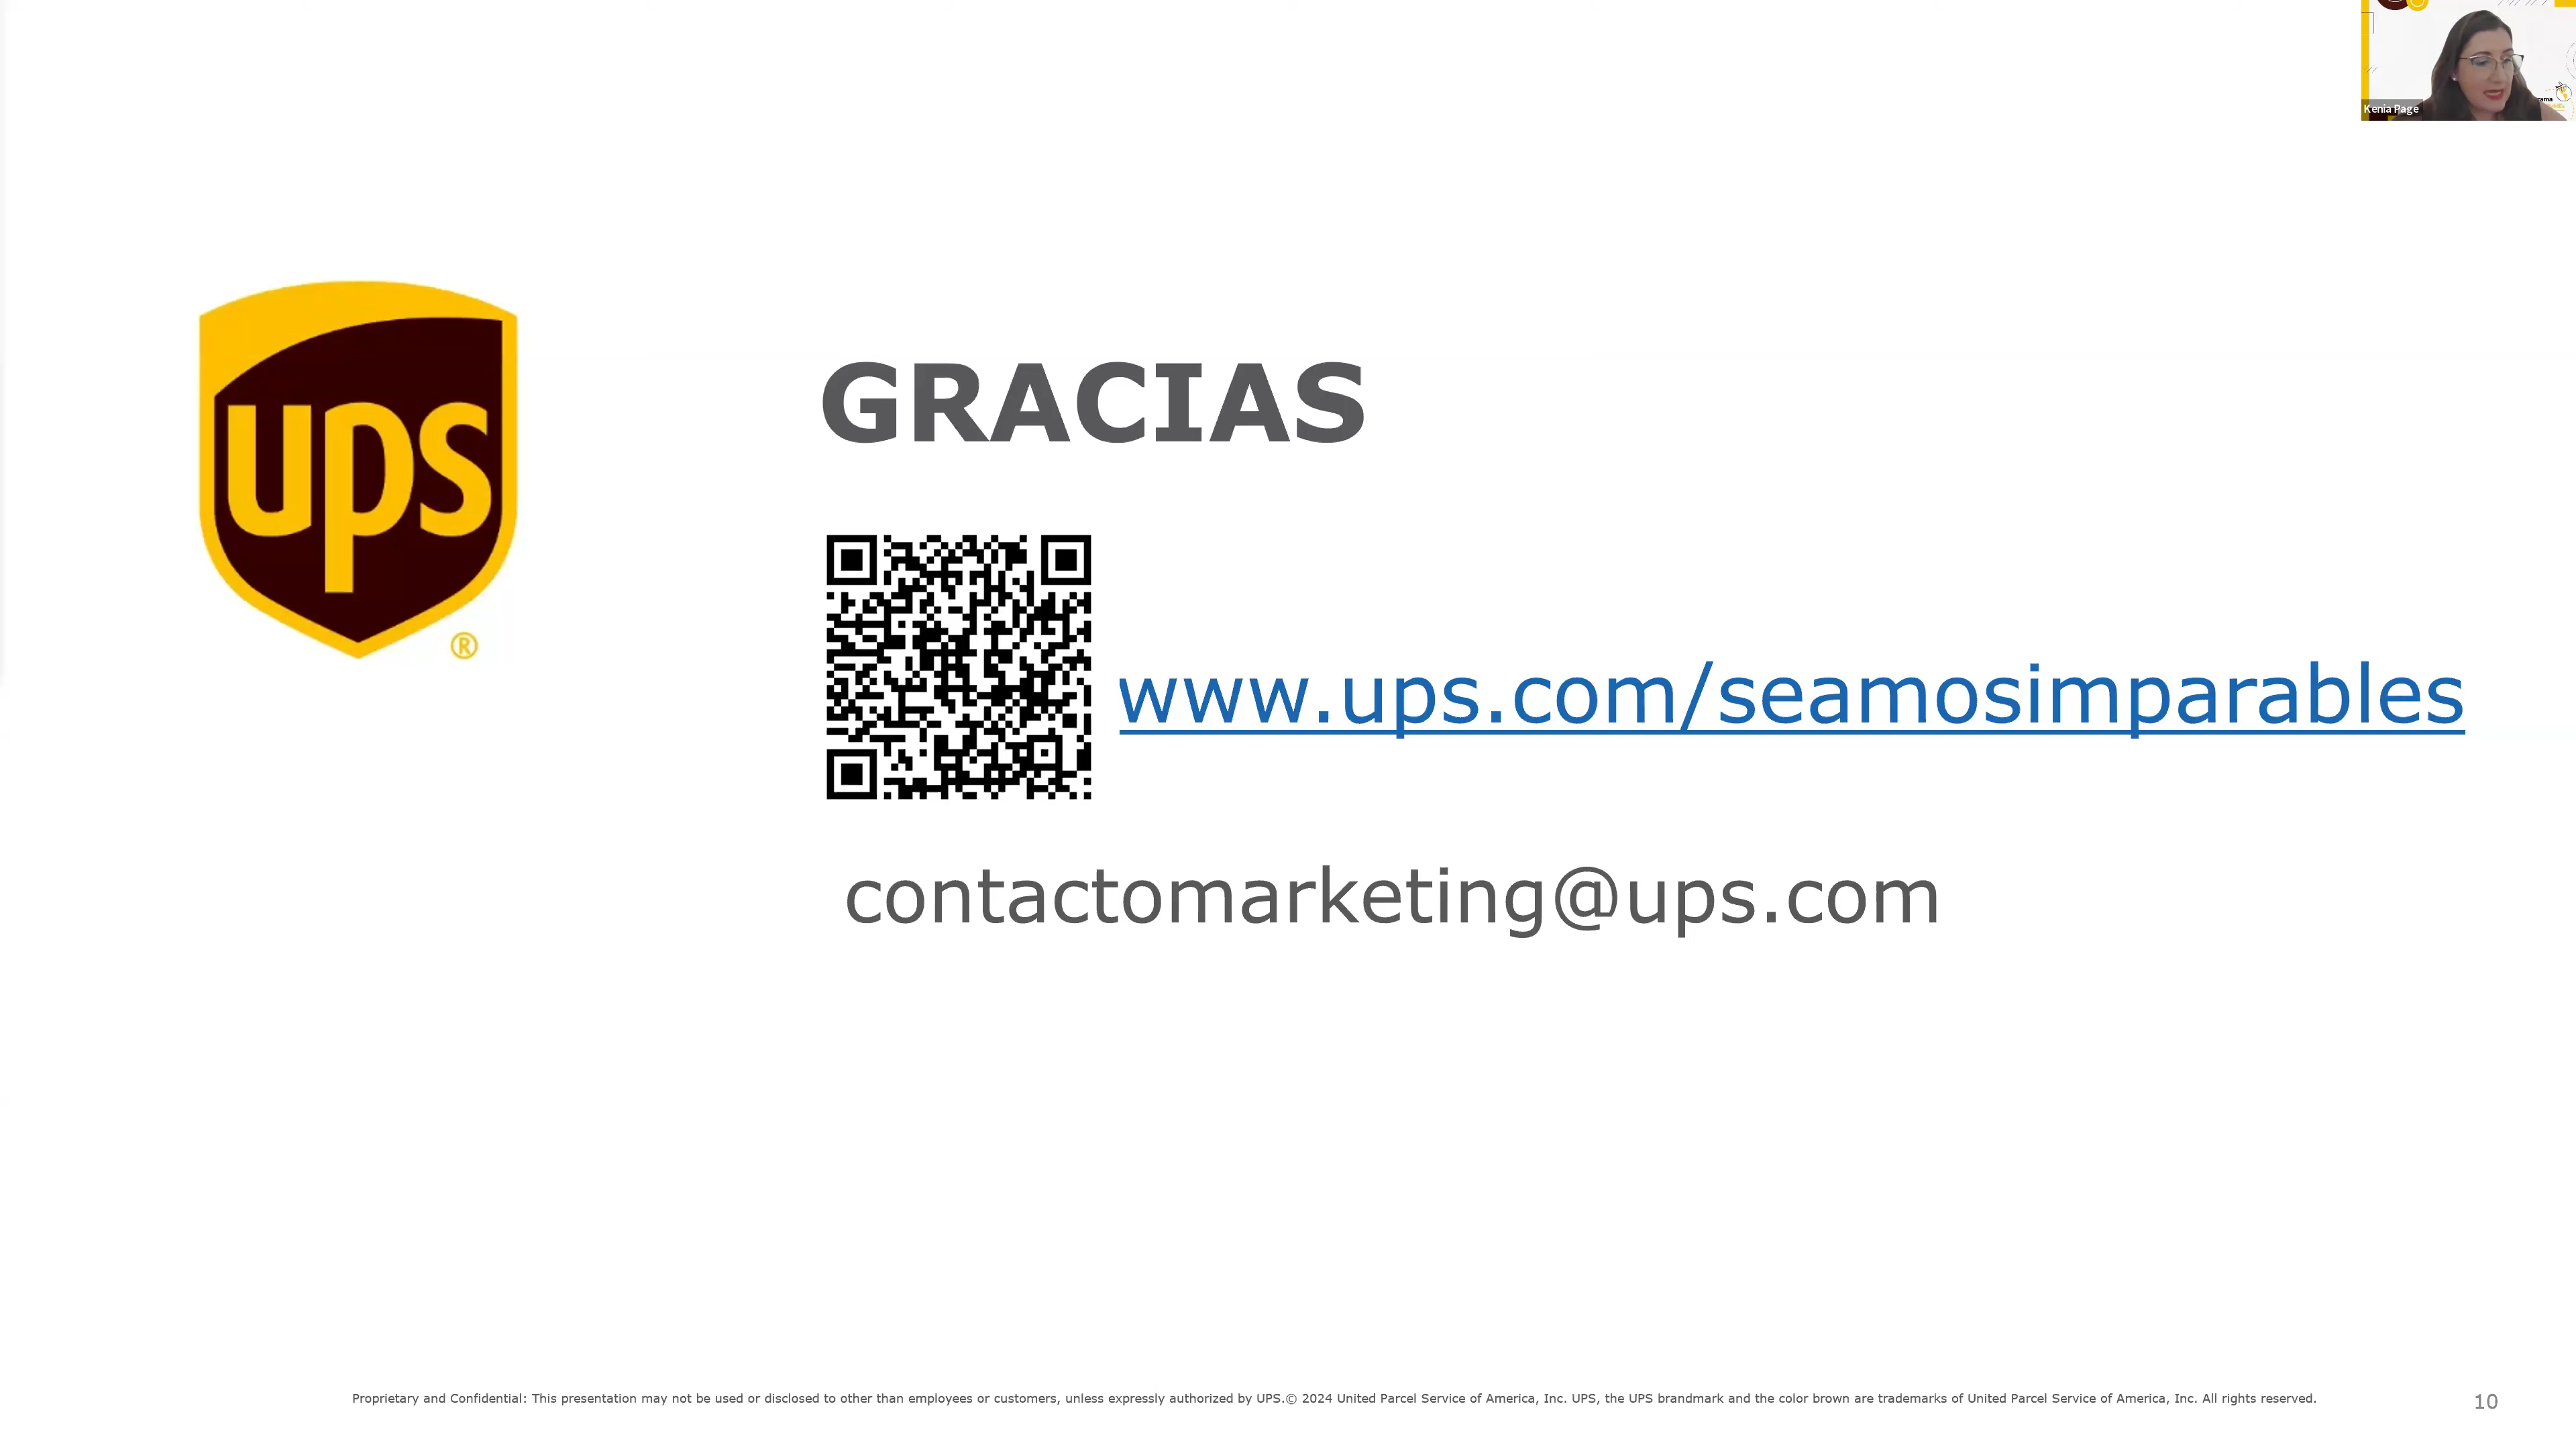 Kenia Page
rama
ups
®
GRACIAS
www.ups.com/seamosimparables
contactomarketing@ups.com
Proprietary and Confidential: This presentation may not be used or disclosed to other than employees or customers, unless expressly authorized by UPS.© 2024 United Parcel Service of America, Inc. UPS, the UPS brandmark and the color brown are trademarks of United Parcel Service of America, Inc. All rights reserved.
10